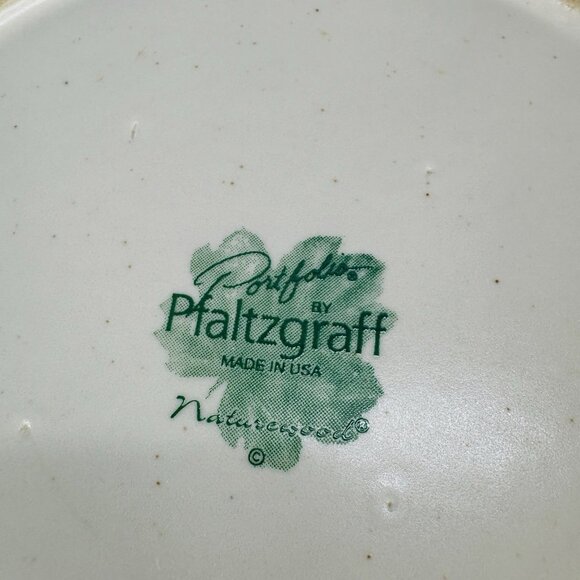 Portfolio®
BY
Pfaltzgraff
MADE IN USA
Naturewood®
©